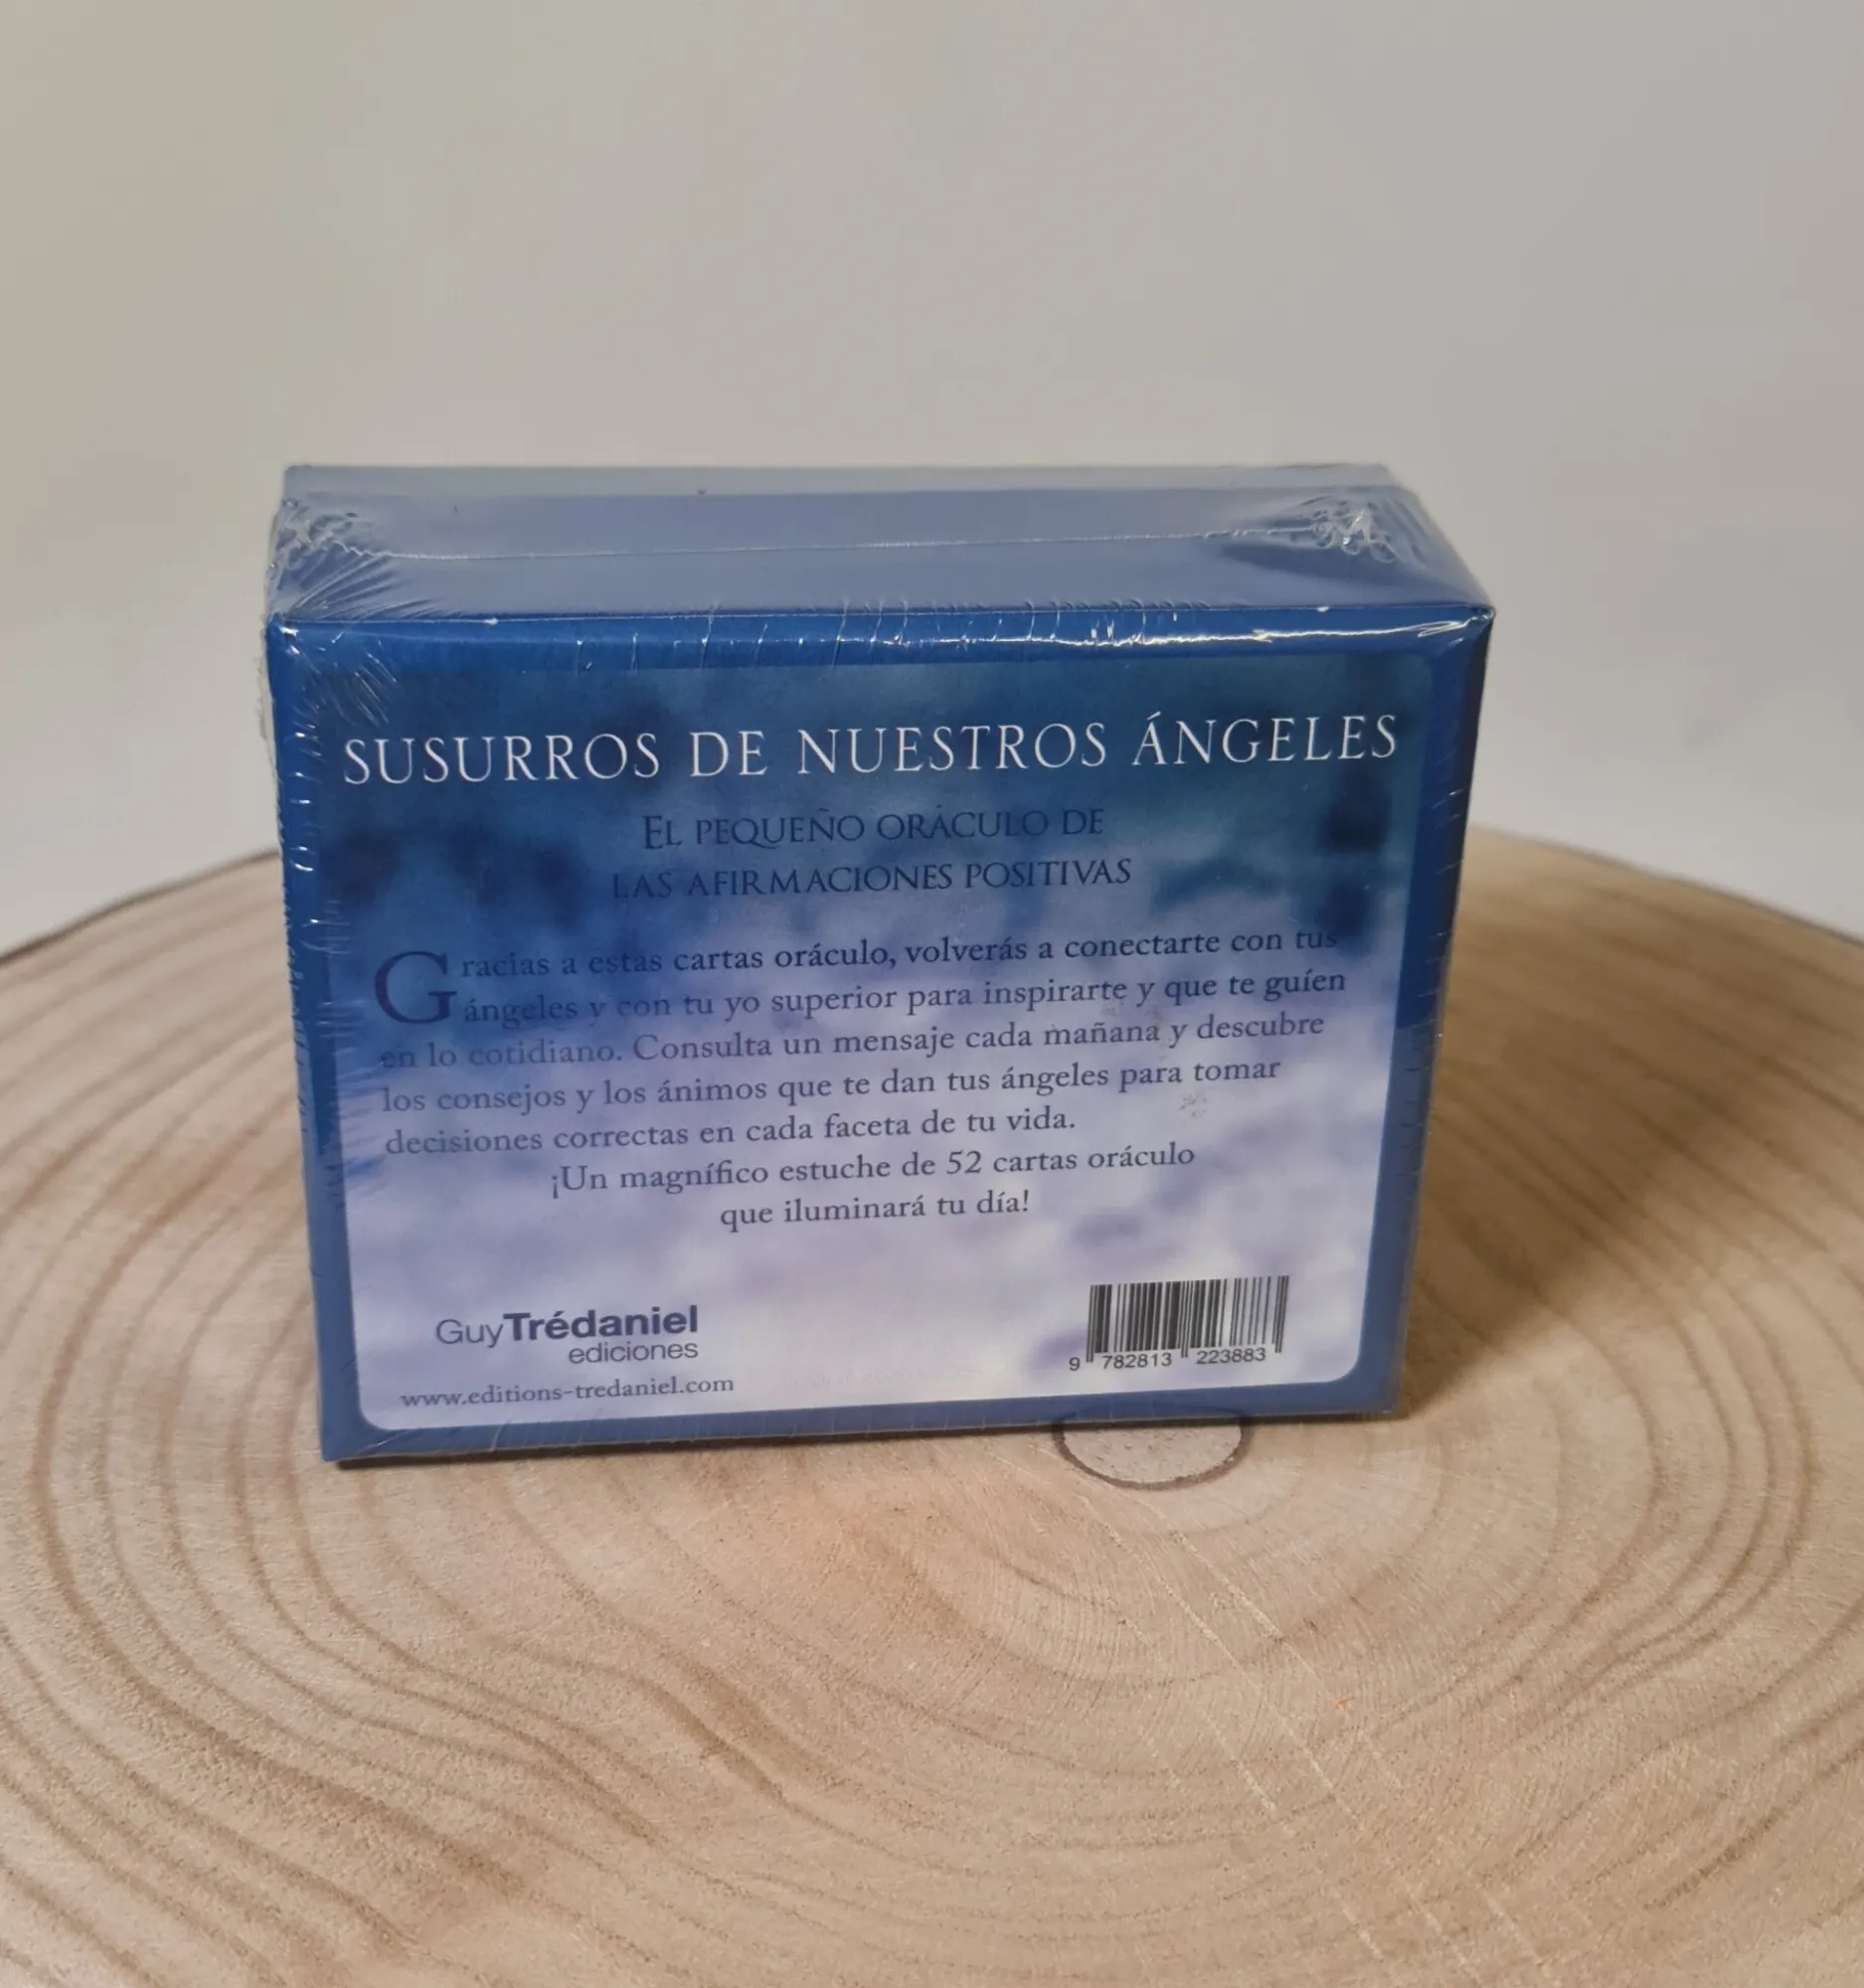 SUSURROS DE NUESTROS ÁNGELES
EL PEQUEÑO ORÁCULO DE
LAS AFIRMACIONES POSITIVAS
Gracias a estas cartas oráculo, volverás a conectarte con tus
ángeles y con tu yo superior para inspirarte y que te guíen
en lo cotidiano. Consulta un mensaje cada mañana y descubre
los consejos y los ánimos que te dan tus ángeles para tomar
decisiones correctas en cada faceta de tu vida.
¡Un magnífico estuche de 52 cartas oráculo
que iluminará tu día!
GuyTrédaniel
ediciones
www.editions-tredaniel.com
9 782813 223883